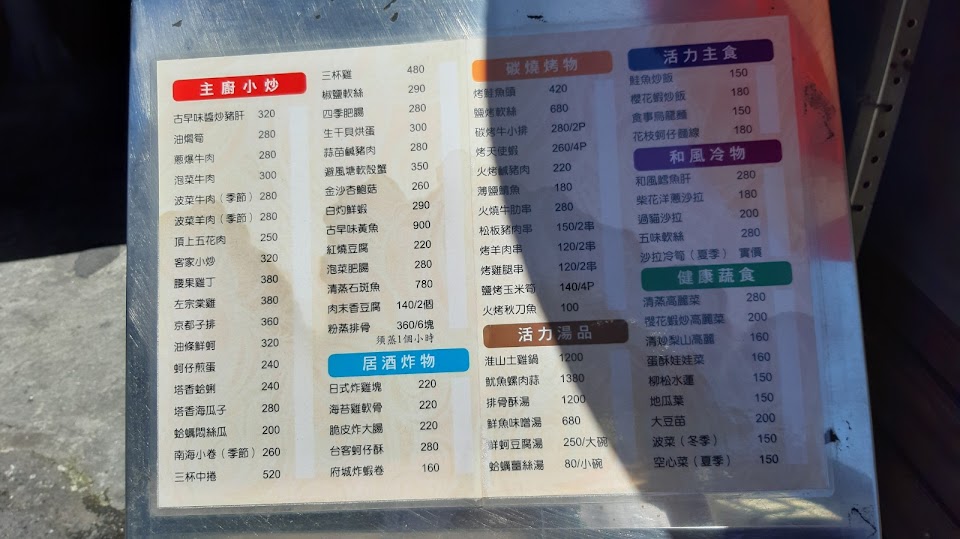 主廚小炒
古早味醬炒豬肝 320
油燜筍 280
蔥爆牛肉 280
泡菜牛肉 300
波菜牛肉（季節） 280
波菜羊肉（季節） 280
頂上五花肉 250
客家小炒 320
腰果雞丁 380
左宗棠雞 380
京都子排 360
油條鮮蚵 320
蚵仔煎蛋 240
塔香蛤蜊 240
塔香海瓜子 280
蛤蠣悶絲瓜 200
南海小卷（季節） 260
三杯中捲 520
三杯雞 480
椒鹽軟絲 290
四季肥腸 280
生干貝烘蛋 300
蒜苗鹹豬肉 280
避風塘軟殼蟹 350
金沙杏鮑菇 260
白灼鮮蝦 290
古早味黃魚 900
紅燒豆腐 220
泡菜肥腸 280
清蒸石斑魚 780
肉末香豆腐 140/2個
粉蒸排骨 360/6塊
須蒸1個小時
居酒炸物
日式炸雞塊 220
海苔雞軟骨 220
脆皮炸大腸 220
台客蚵仔酥 280
府城炸蝦卷 160
碳燒烤物
烤鮭魚頭 420
鹽烤軟絲 680
碳烤牛小排 280/2P
烤天使蝦 260/4P
火烤鹹豬肉 220
薄鹽鯖魚 180
火燒牛肋串 280
松板豬肉串 150/2串
烤羊肉串 120/2串
烤雞腿串 120/2串
鹽烤玉米筍 140/4P
火烤秋刀魚 100
活力湯品
淮山土雞鍋 1200
魷魚螺肉蒜 1380
排骨酥湯 1200
鮮魚味噌湯 680
鮮蚵豆腐湯 250/大碗
蛤蠣薑絲湯 80/小碗
活力主食
鮭魚炒飯 150
櫻花蝦炒飯 180
食事烏龍麵 150
花枝蚵仔麵線 180
和風冷物
和風鱈魚肝 280
柴花洋蔥沙拉 180
過貓沙拉 200
五味軟絲 280
沙拉冷筍（夏季） 實價
健康蔬食
清蒸高麗菜 280
櫻花蝦炒高麗菜 200
清炒梨山高麗 160
蛋酥娃娃菜 160
柳松水蓮 150
地瓜葉 150
大豆苗 200
波菜（冬季） 150
空心菜（夏季） 150